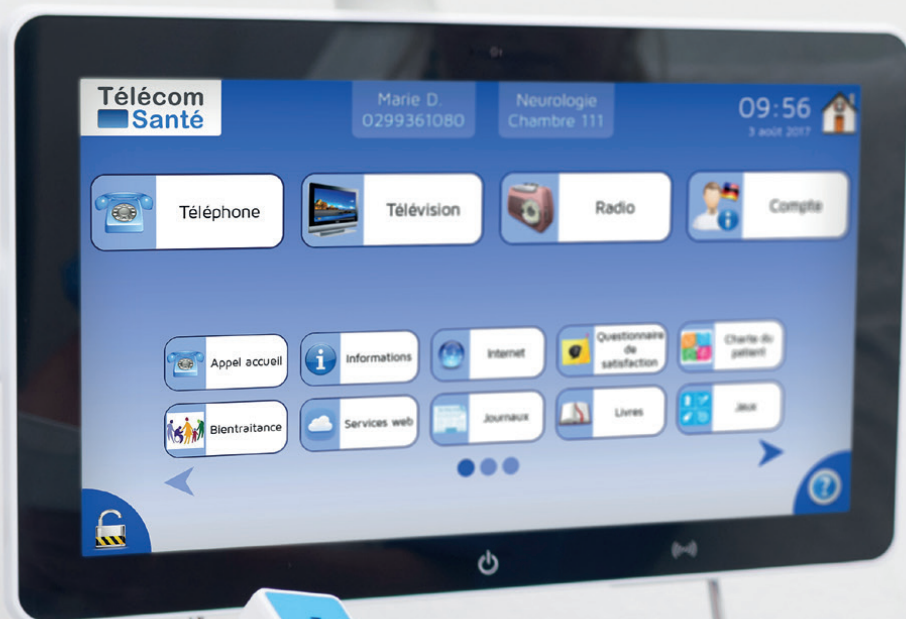 Télécom
Santé
Marie D.
0299361080
Neurologie
Chambre 111
09:56
3 août 2017
Téléphone
Télévision
Radio
Compte
Appel accueil
Informations
Internet
Questionnaire
de
satisfaction
Charte du
patient
Bientraitance
Services web
Journaux
Livres
Jeux